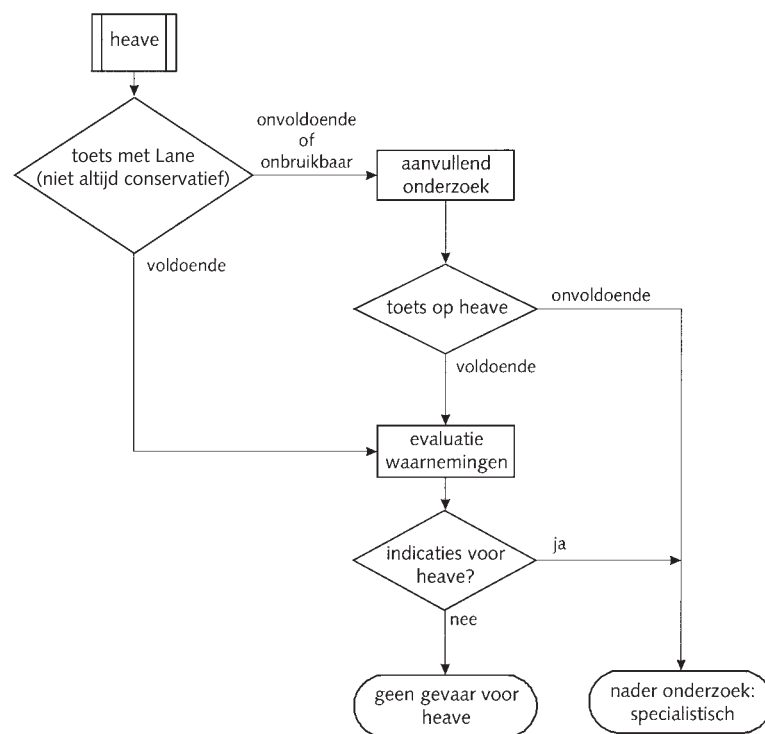 heave
toets met Lane
(niet altijd conservatief)
onvoldoende
of
onbruikbaar
aanvullend
onderzoek
voldoende
toets op heave
onvoldoende
voldoende
evaluatie
waarnemingen
indicaties voor
heave?
ja
nee
geen gevaar voor
heave
nader onderzoek:
specialistisch